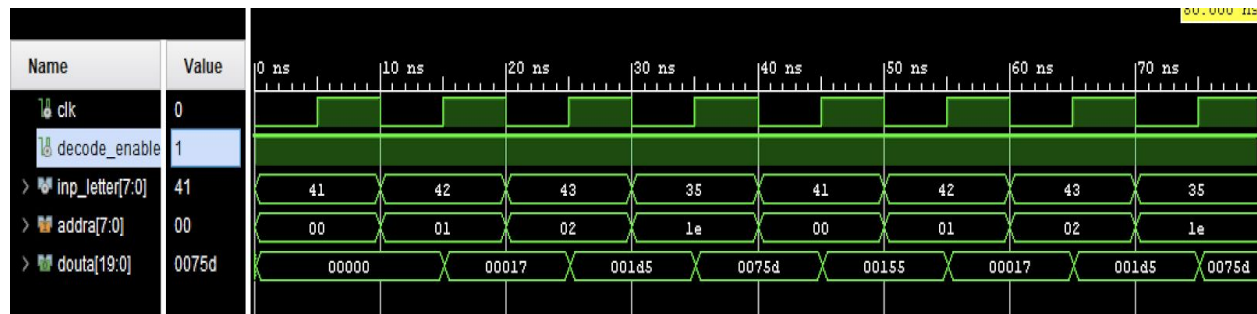 80.000 ns
Name Value 0 ns 10 ns 20 ns 30 ns 40 ns 50 ns 60 ns 70 ns
clk 0
decode_enable 1
inp_letter[7:0] 41 41 42 43 35 41 42 43 35
addra[7:0] 00 00 01 02 1e 00 01 02 1e
douta[19:0] 0075d 00000 00017 001d5 0075d 00155 00017 001d5 0075d